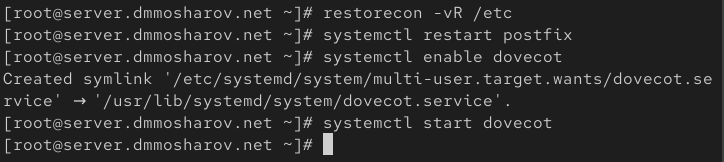 [root@server.dmmosharov.net ~]# restorecon -vR /etc
[root@server.dmmosharov.net ~]# systemctl restart postfix
[root@server.dmmosharov.net ~]# systemctl enable dovecot
Created symlink '/etc/systemd/system/multi-user.target.wants/dovecot.se
rvice' → '/usr/lib/systemd/system/dovecot.service'.
[root@server.dmmosharov.net ~]# systemctl start dovecot
[root@server.dmmosharov.net ~]#